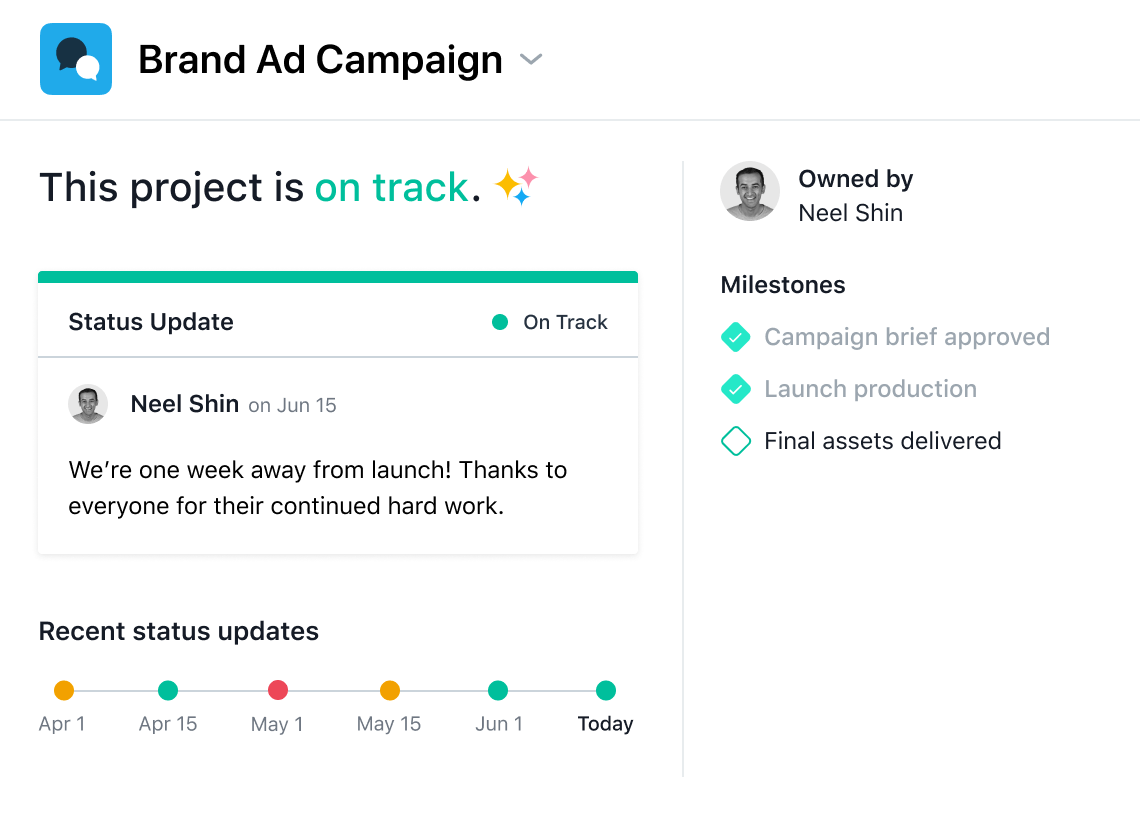 Brand Ad Campaign
This project is on track.
Status Update
On Track
Neel Shin on Jun 15
We’re one week away from launch! Thanks to
everyone for their continued hard work.
Recent status updates
Apr 1 Apr 15 May 1 May 15 Jun 1 Today
Owned by
Neel Shin
Milestones
Campaign brief approved
Launch production
Final assets delivered